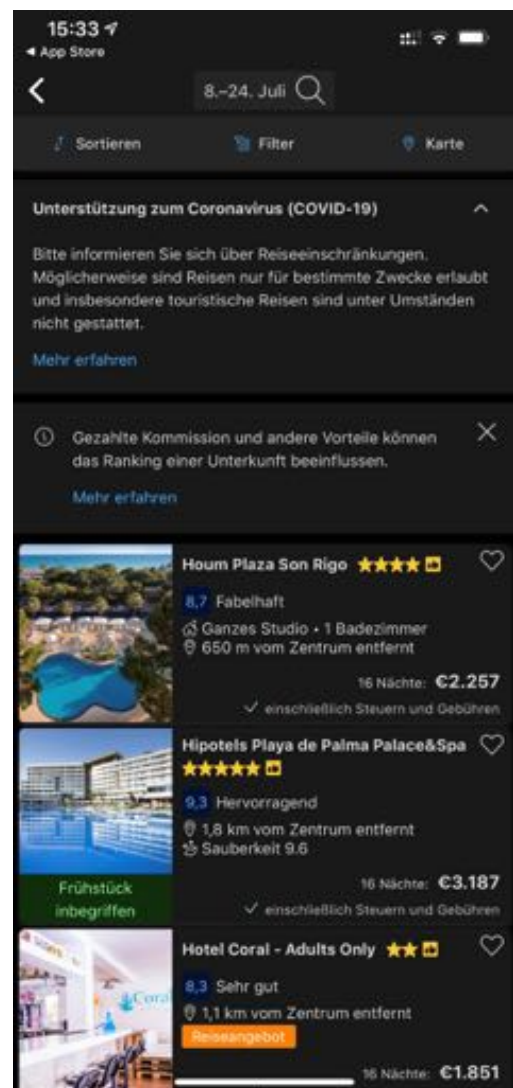 15:33
App Store
8.–24. Juli
Sortieren
Filter
Karte
Unterstützung zum Coronavirus (COVID-19)
Bitte informieren Sie sich über Reiseeinschränkungen.
Möglicherweise sind Reisen nur für bestimmte Zwecke erlaubt
und insbesondere touristische Reisen sind unter Umständen
nicht gestattet.
Mehr erfahren
Gezahlte Kommission und andere Vorteile können
das Ranking einer Unterkunft beeinflussen.
Mehr erfahren
Houm Plaza Son Rigo
8,7 Fabelhaft
Ganzes Studio • 1 Badezimmer
650 m vom Zentrum entfernt
16 Nächte: €2.257
einschließlich Steuern und Gebühren
Hipotels Playa de Palma Palace&Spa
9,3 Hervorragend
1,8 km vom Zentrum entfernt
Sauberkeit 9.6
Frühstück
inbegriffen
16 Nächte: €3.187
einschließlich Steuern und Gebühren
Hotel Coral - Adults Only
8,3 Sehr gut
1,1 km vom Zentrum entfernt
Reiseangebot
16 Nächte: €1.851
Coral